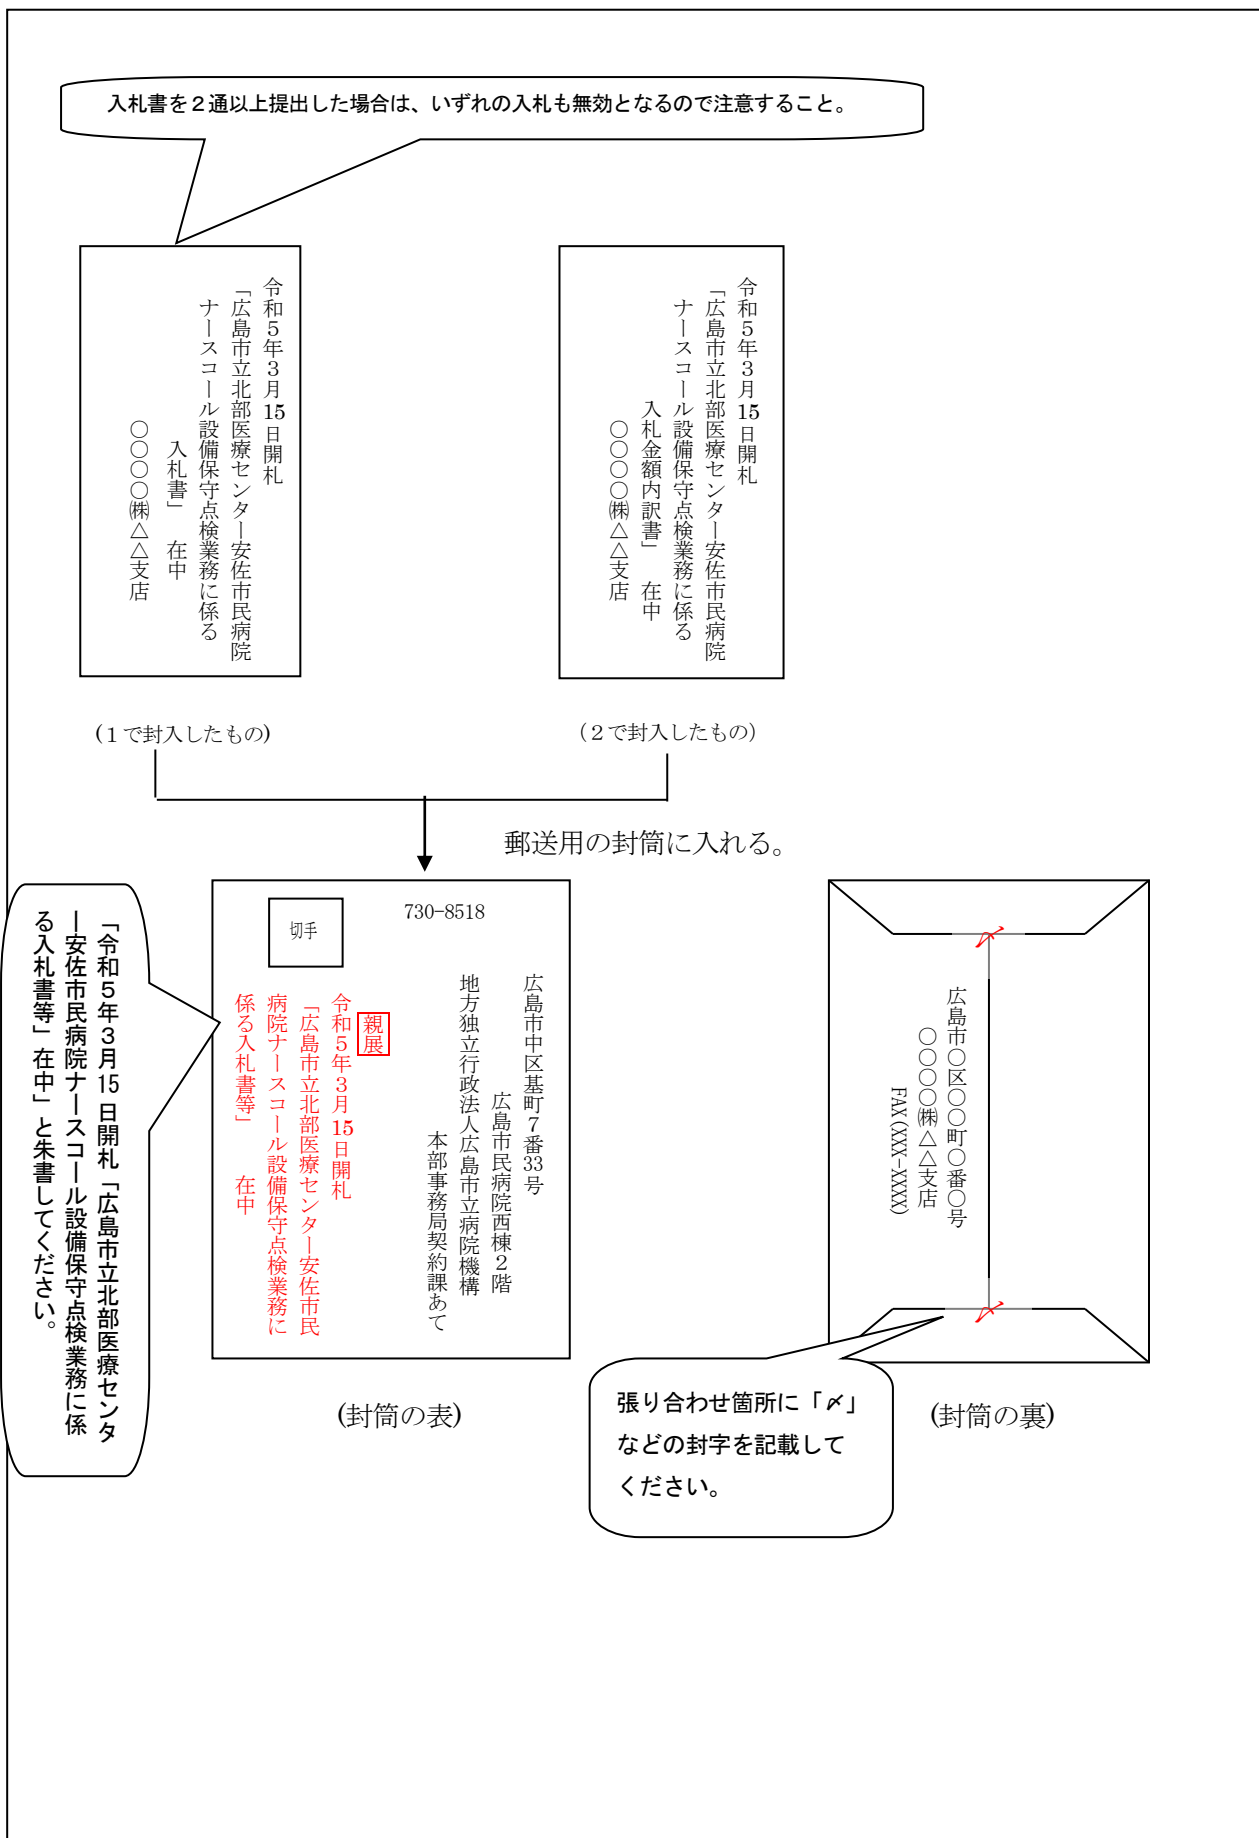 入札書を２通以上提出した場合は、いずれの入札も無効となるので注意すること。
令和５年３月15日開札
「広島市立北部医療センター安佐市民病院
ナースコール設備保守点検業務に係る
入札書」　在中
○○○○㈱△△支店
令和５年３月15日開札
「広島市立北部医療センター安佐市民病院
ナースコール設備保守点検業務に係る
入札金額内訳書」　在中
○○○○㈱△△支店
(１で封入したもの)
（２で封入したもの）
郵送用の封筒に入れる。
「令和５年３月15日開札「広島市立北部医療センタ
ー安佐市民病院ナースコール設備保守点検業務に係
る入札書等」在中」と朱書してください。
切手
730-8518
広島市中区基町７番33号
広島市民病院西棟２階
地方独立行政法人広島市立病院機構
本部事務局契約課あて
親展
令和５年３月15日開札
「広島市立北部医療センター安佐市民
病院ナースコール設備保守点検業務に
係る入札書等」　在中
(封筒の表)
〆
広島市○区○○町○番○号
○○○○㈱△△支店
FAX(XXX-XXXX)
〆
張り合わせ箇所に「〆」
などの封字を記載して
ください。
(封筒の裏)